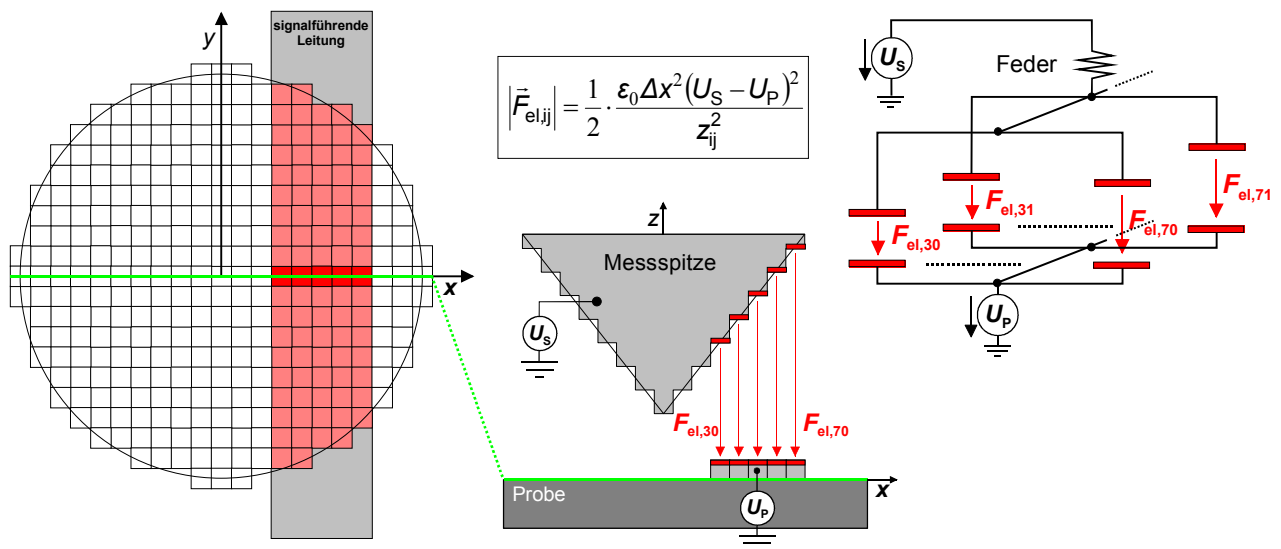 signalführende
Leitung
y
x
|F⃗el,ij| = 1/2 · ε₀Δx²(US − UP)² / zij²
z
Messspitze
US
Fel,30
Fel,70
Probe
UP
x
US
Feder
Fel,31
Fel,71
Fel,30
Fel,70
UP